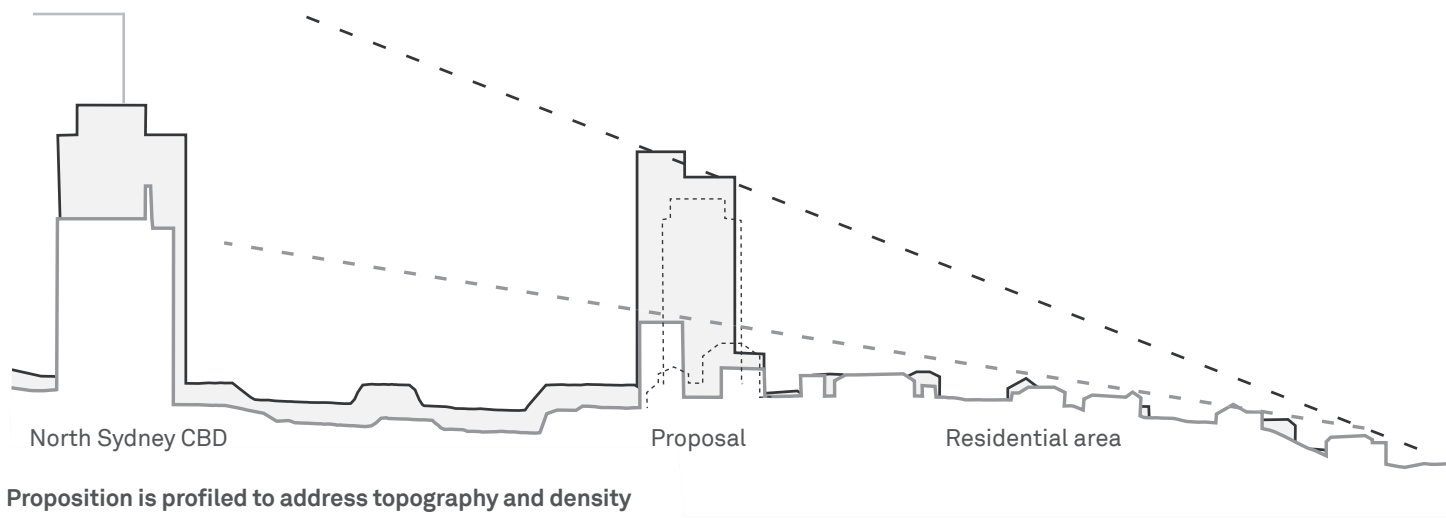 North Sydney CBD
Proposal
Residential area
Proposition is profiled to address topography and density